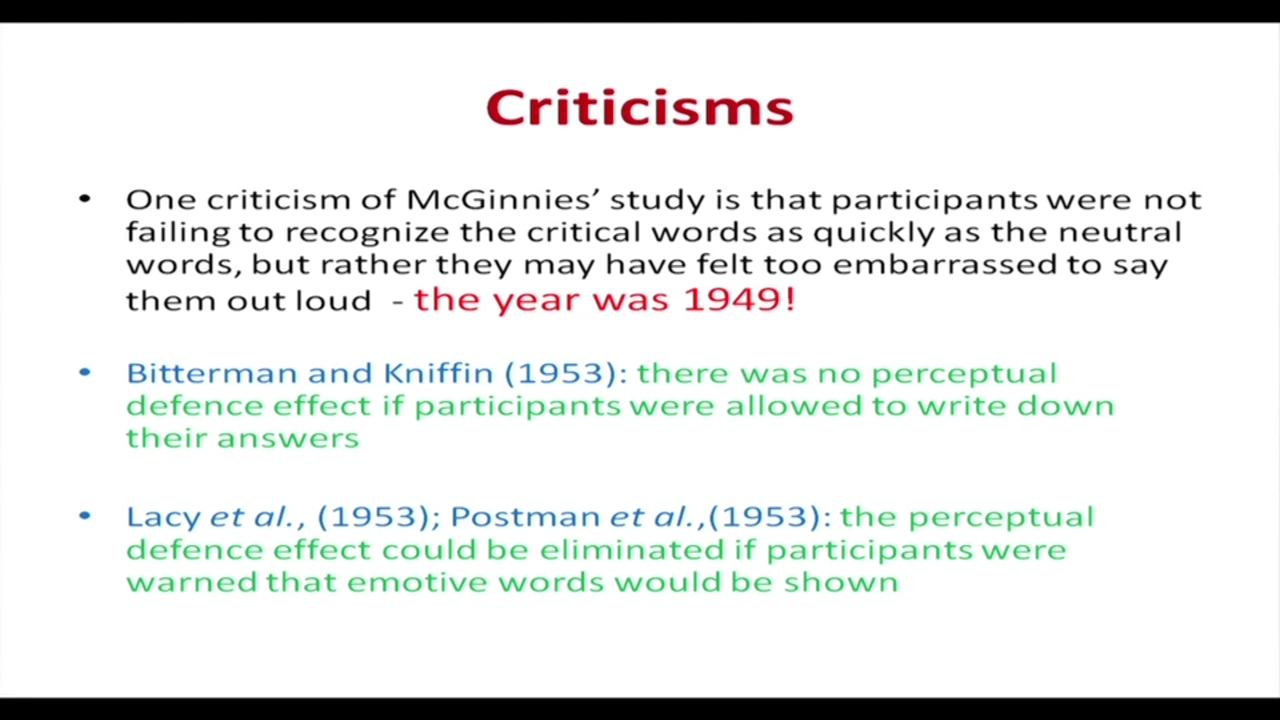 Criticisms
• One criticism of McGinnies’ study is that participants were not
failing to recognize the critical words as quickly as the neutral
words, but rather they may have felt too embarrassed to say
them out loud - the year was 1949!
• Bitterman and Kniffin (1953): there was no perceptual
defence effect if participants were allowed to write down
their answers
• Lacy et al., (1953); Postman et al.,(1953): the perceptual
defence effect could be eliminated if participants were
warned that emotive words would be shown